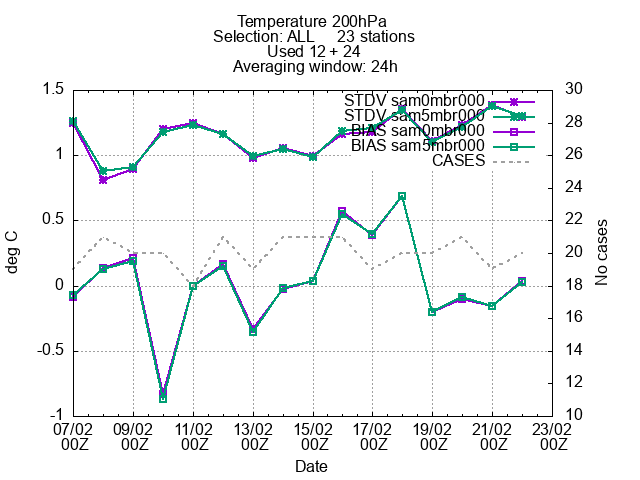 Temperature 200hPa
Selection: ALL 23 stations
Used 12 + 24
Averaging window: 24h
STDV sam0mbr000
STDV sam5mbr000
BIAS sam0mbr000
BIAS sam5mbr000
CASES
1.5
1
0.5
0
-0.5
-1
deg C
30
28
26
24
22
20
18
16
14
12
10
No cases
07/02 09/02 11/02 13/02 15/02 17/02 19/02 21/02 23/02
00Z 00Z 00Z 00Z 00Z 00Z 00Z 00Z 00Z
Date